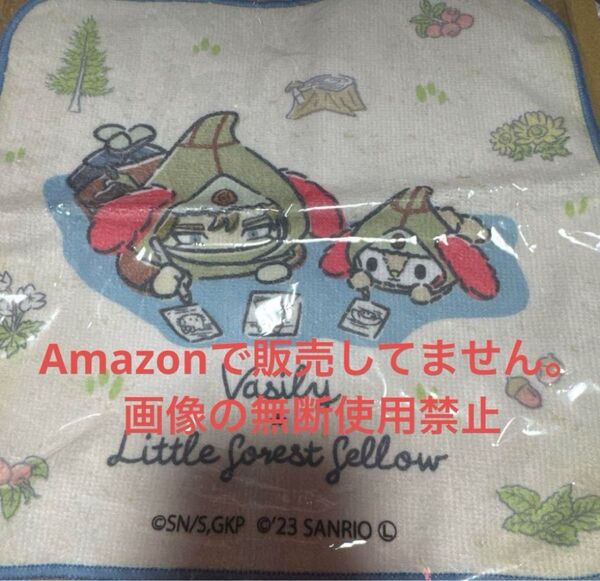 Amazonで販売してません。
Vasily
画像の無断使用禁止
Little forest fellow
©SN/S,GKP ©'23 SANRIO Ⓛ